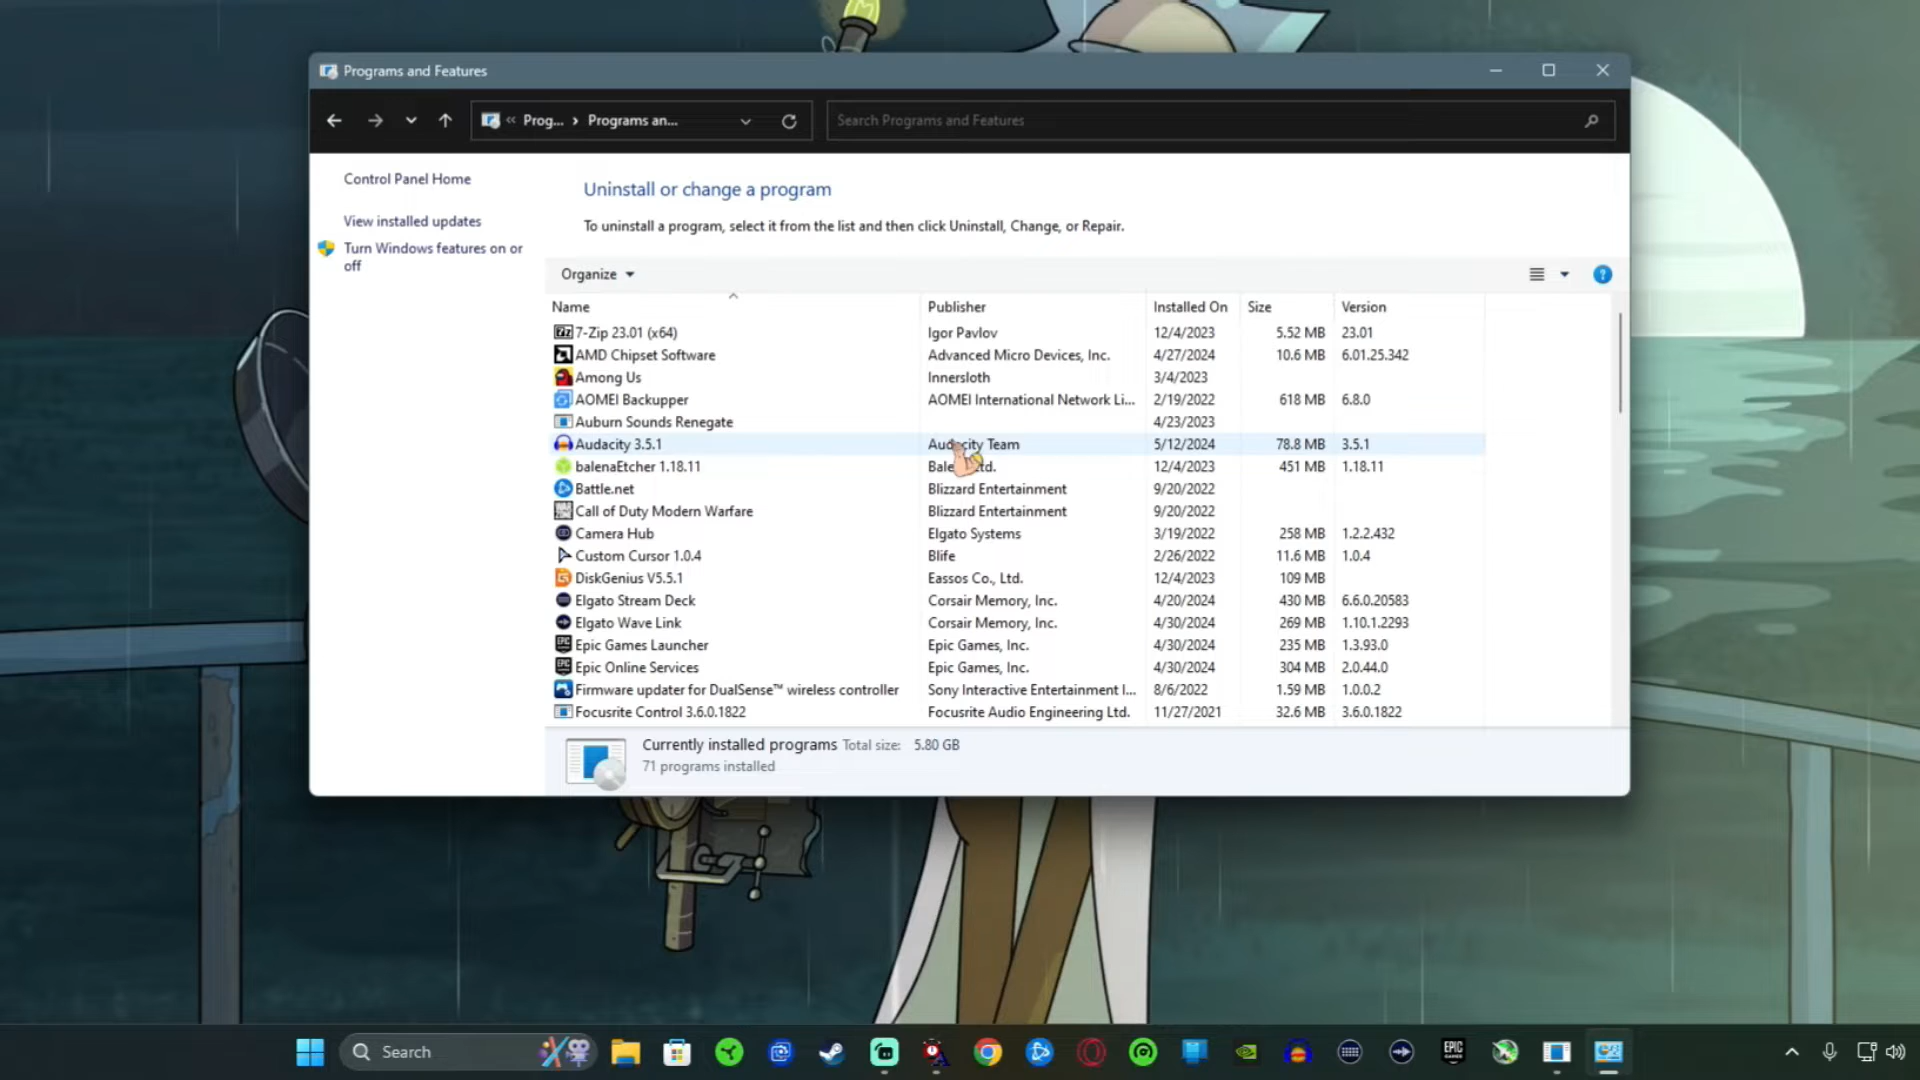 Programs and Features
« Prog... › Programs an...
Search Programs and Features
Control Panel Home
View installed updates
Turn Windows features on or
off
Uninstall or change a program
To uninstall a program, select it from the list and then click Uninstall, Change, or Repair.
Organize
Name Publisher Installed On Size Version
7-Zip 23.01 (x64) Igor Pavlov 12/4/2023 5.52 MB 23.01
AMD Chipset Software Advanced Micro Devices, Inc. 4/27/2024 10.6 MB 6.01.25.342
Among Us Innersloth 3/4/2023
AOMEI Backupper AOMEI International Network Li... 2/19/2022 618 MB 6.8.0
Auburn Sounds Renegate 4/23/2023
Audacity 3.5.1 Audacity Team 5/12/2024 78.8 MB 3.5.1
balenaEtcher 1.18.11 12/4/2023 451 MB 1.18.11
Battle.net Blizzard Entertainment 9/20/2022
Call of Duty Modern Warfare Blizzard Entertainment 9/20/2022
Camera Hub Elgato Systems 3/19/2022 258 MB 1.2.2.432
Custom Cursor 1.0.4 Blife 2/26/2022 11.6 MB 1.0.4
DiskGenius V5.5.1 Eassos Co., Ltd. 12/4/2023 109 MB
Elgato Stream Deck Corsair Memory, Inc. 4/20/2024 430 MB 6.6.0.20583
Elgato Wave Link Corsair Memory, Inc. 4/30/2024 269 MB 1.10.1.2293
Epic Games Launcher Epic Games, Inc. 4/30/2024 235 MB 1.3.93.0
Epic Online Services Epic Games, Inc. 4/30/2024 304 MB 2.0.44.0
Firmware updater for DualSense™ wireless controller Sony Interactive Entertainment I... 8/6/2022 1.59 MB 1.0.0.2
Focusrite Control 3.6.0.1822 Focusrite Audio Engineering Ltd. 11/27/2021 32.6 MB 3.6.0.1822
Currently installed programs Total size: 5.80 GB
71 programs installed
Search
EPIC